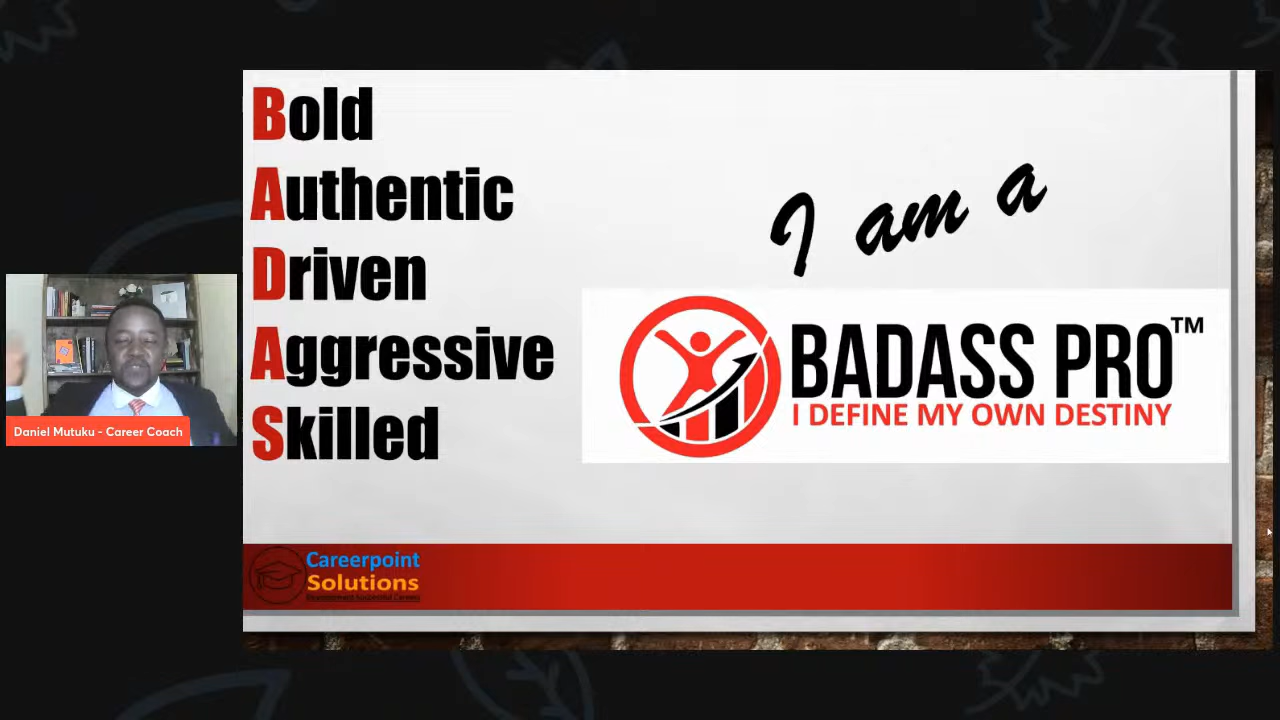 Bold
Authentic
Driven
Aggressive
Skilled
I am a
BADASS PRO™
I DEFINE MY OWN DESTINY
Daniel Mutuku - Career Coach
Careerpoint
Solutions